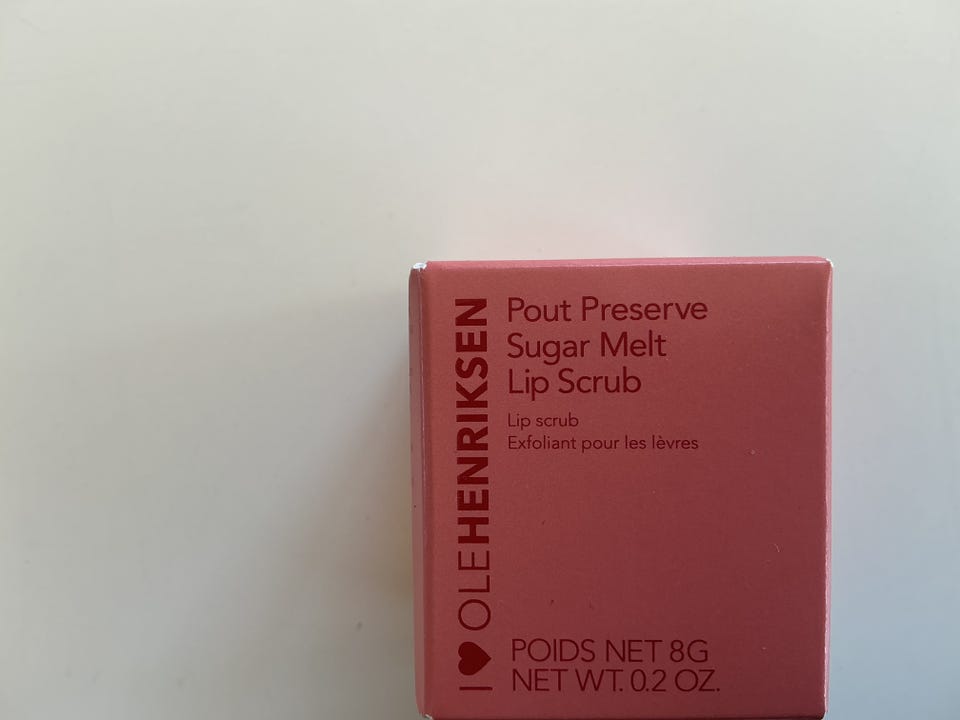 I ♥ OLEHENRIKSEN
Pout Preserve
Sugar Melt
Lip Scrub
Lip scrub
Exfoliant pour les lèvres
POIDS NET 8G
NET WT. 0.2 OZ.